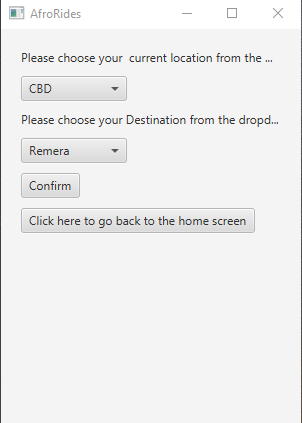 AfroRides
Please choose your  current location from the ...
CBD
Please choose your Destination from the dropd...
Remera
Confirm
Click here to go back to the home screen